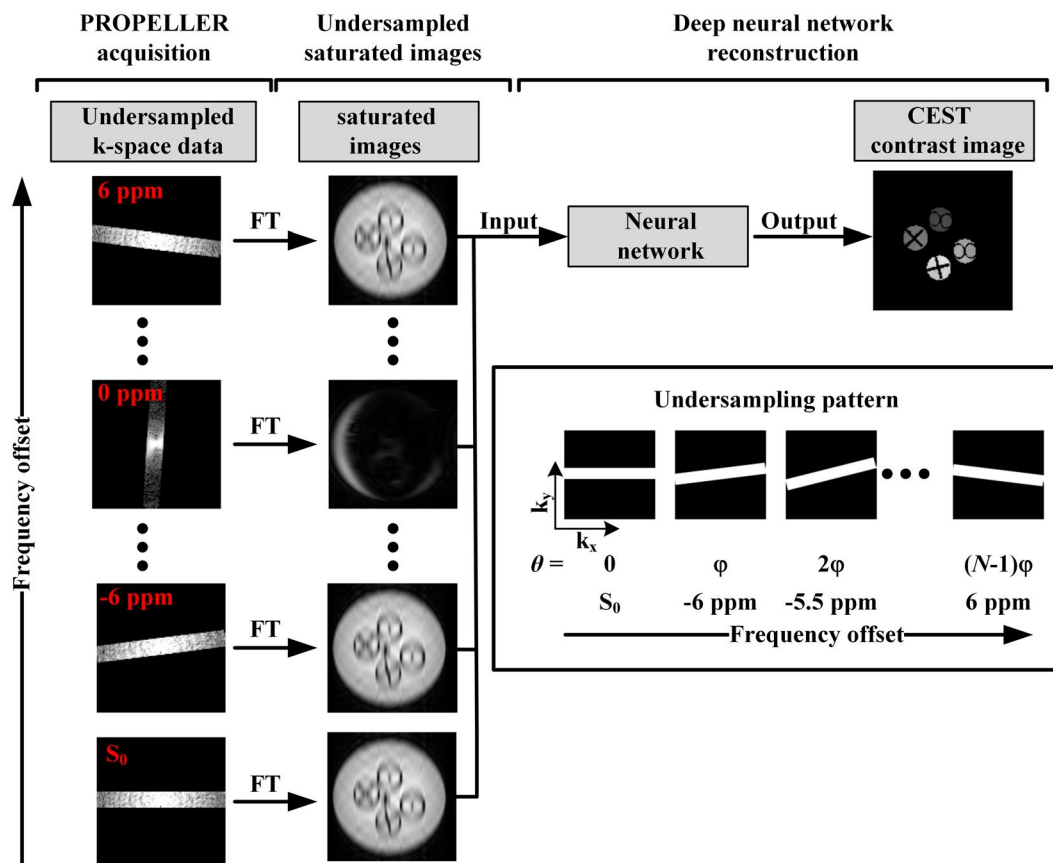 PROPELLER
acquisition
Undersampled
saturated images
Deep neural network
reconstruction
Undersampled
k-space data
saturated
images
CEST
contrast image
6 ppm
FT
Input
Neural
network
Output
0 ppm
FT
Frequency offset
-6 ppm
FT
S₀
FT
Undersampling pattern
k_y
k_x
θ = 0 φ 2φ (N-1)φ
S₀ -6 ppm -5.5 ppm 6 ppm
Frequency offset